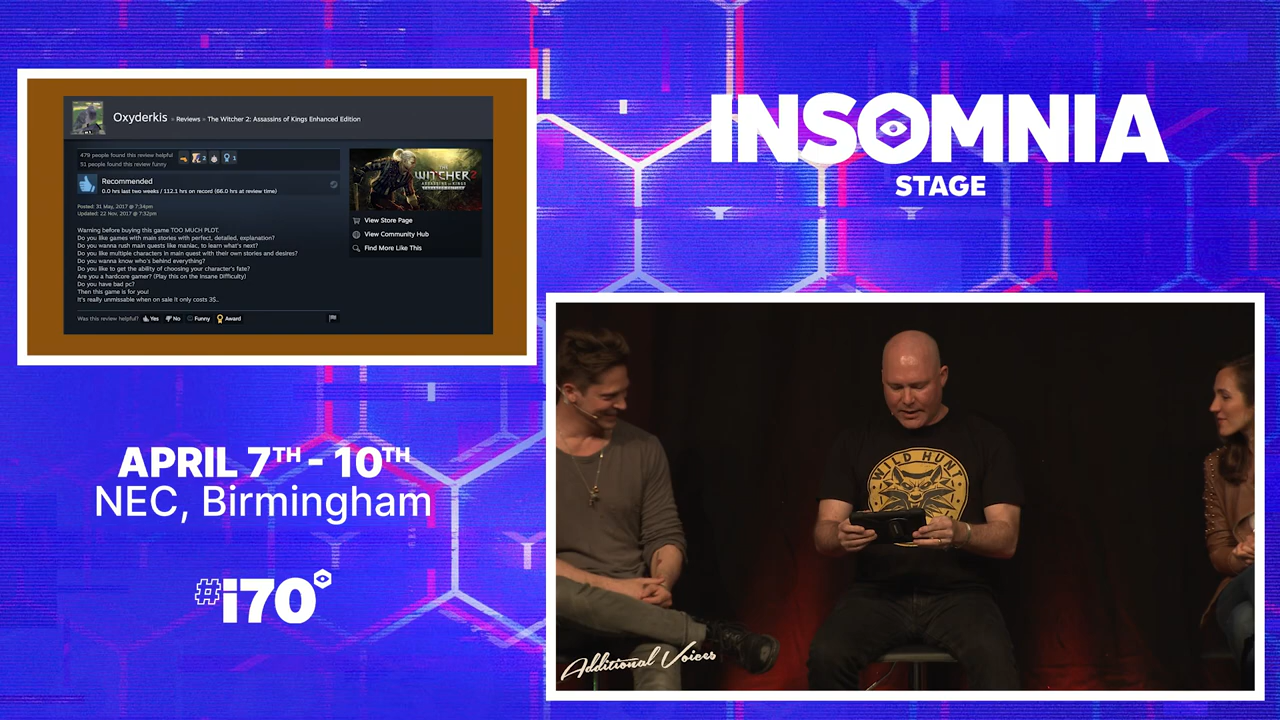 Oxyderkis » Reviews » The Witcher 2: Assassins of Kings Enhanced Edition
479 people found this review helpful
51 people found this review funny
Recommended
0.0 hrs last two weeks / 112.1 hrs on record (66.0 hrs at review time)
Posted: 31 May, 2017 @ 7:34pm
Updated: 22 Nov, 2017 @ 7:32pm
Warning before buying this game TOO MUCH PLOT.
Do you like games with main stories with perfect, detailed, explanation?
Do you wanna rush main quests like maniac, to learn what's next?
Do you like multiple characters in main quest with their own stories and desires?
Do you wanna know who's behind everything?
Do you like to get the ability of choosing your character's fate?
Are you a hardcore gamer? (Play this on the Insane Difficulty)
Do you have bad pc?
Then this game is for you!
It's really unmissable when on sale it only costs 3$..
Was this review helpful? Yes No Funny Award
THE WITCHER
View Store Page
View Community Hub
Find More Like This
INSOMNIA
STAGE
APRIL 7TH - 10TH
NEC, Birmingham
#i70
WILD HUNT
Additional Voices